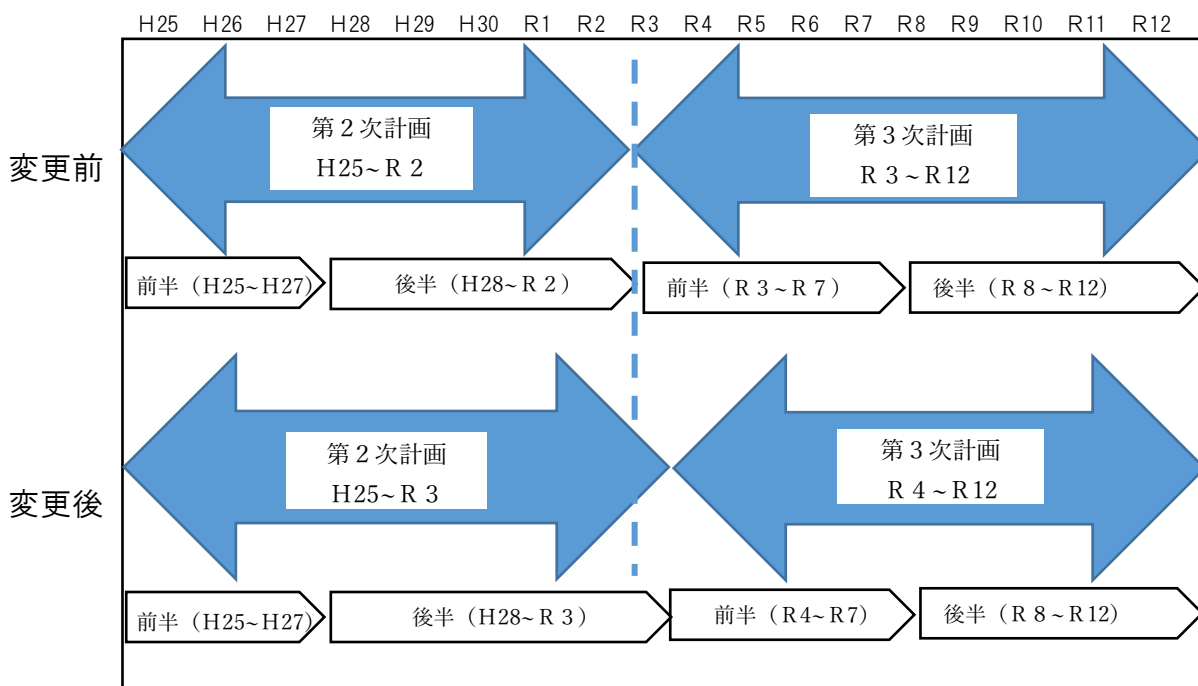 H25 H26 H27 H28 H29 H30 R1 R2 R3 R4 R5 R6 R7 R8 R9 R10 R11 R12
変更前
第２次計画
H25~Ｒ２
第３次計画
Ｒ３~Ｒ12
前半（H25~H27）
後半（H28~Ｒ２）
前半（Ｒ３~Ｒ７）
後半（Ｒ８~Ｒ12）
変更後
第２次計画
H25~Ｒ３
第３次計画
Ｒ４~Ｒ12
前半（H25~H27）
後半（H28~Ｒ３）
前半（R4~R7）
後半（Ｒ８~Ｒ12）